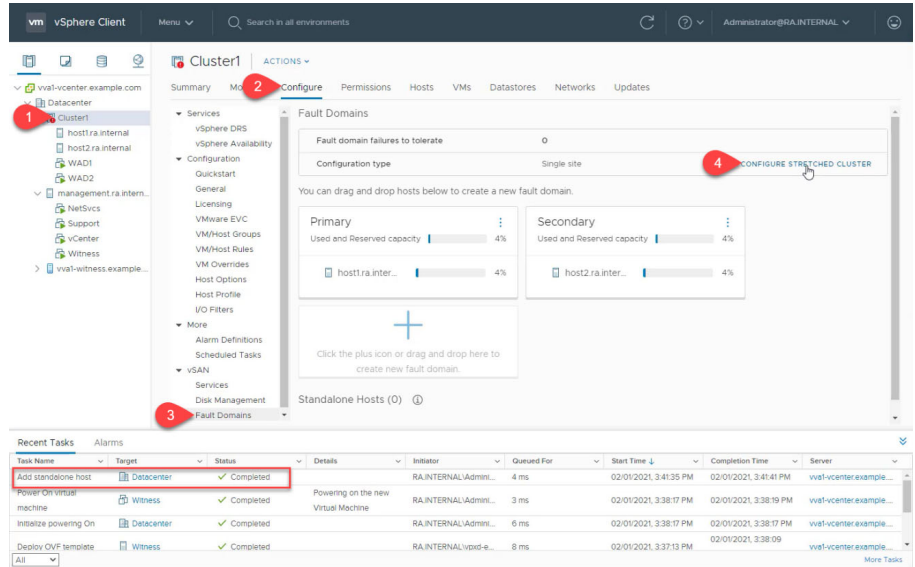 vm vSphere Client Menu Search in all environments Administrator@RA.INTERNAL
Cluster1 ACTIONS
vva1-vcenter.example.com
Datacenter
Cluster1
host1.ra.internal
host2.ra.internal
WAD1
WAD2
management.ra.intern...
NetSvcs
Support
vCenter
Witness
vva1-witness.example...
1
Summary Mo 2 Configure Permissions Hosts VMs Datastores Networks Updates
Services
vSphere DRS
vSphere Availability
Configuration
Quickstart
General
Licensing
VMware EVC
VM/Host Groups
VM/Host Rules
VM Overrides
Host Options
Host Profile
I/O Filters
More
Alarm Definitions
Scheduled Tasks
vSAN
Services
Disk Management
3 Fault Domains
Fault Domains
Fault domain failures to tolerate 0
Configuration type Single site 4 CONFIGURE STRETCHED CLUSTER
You can drag and drop hosts below to create a new fault domain.
Primary
Used and Reserved capacity 4%
host1.ra.inter... 4%
Secondary
Used and Reserved capacity 4%
host2.ra.inter... 4%
Click the plus icon or drag and drop here to
create new fault domain.
Standalone Hosts (0)
Recent Tasks Alarms
Task Name Target Status Details Initiator Queued For Start Time Completion Time Server
Add standalone host Datacenter Completed RA.INTERNAL\Admini... 4 ms 02/01/2021, 3:41:35 PM 02/01/2021, 3:41:41 PM vva1-vcenter.example....
Power On virtual
machine Witness Completed Powering on the new
Virtual Machine RA.INTERNAL\Admini... 3 ms 02/01/2021, 3:38:17 PM 02/01/2021, 3:38:19 PM vva1-vcenter.example....
Initialize powering On Datacenter Completed RA.INTERNAL\Admini... 6 ms 02/01/2021, 3:38:17 PM 02/01/2021, 3:38:17 PM vva1-vcenter.example....
Deploy OVF template Witness Completed RA.INTERNAL\vpxd-e... 8 ms 02/01/2021, 3:37:13 PM 02/01/2021, 3:38:09 vva1-vcenter.example....
All More Tasks